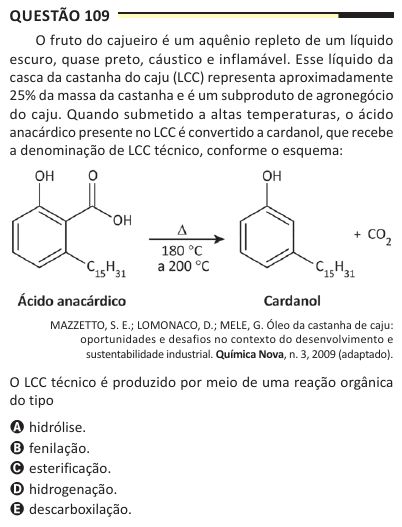 QUESTÃO 109
O fruto do cajueiro é um aquênio repleto de um líquido
escuro, quase preto, cáustico e inflamável. Esse líquido da
casca da castanha do caju (LCC) representa aproximadamente
25% da massa da castanha e é um subproduto de agronegócio
do caju. Quando submetido a altas temperaturas, o ácido
anacárdico presente no LCC é convertido a cardanol, que recebe
a denominação de LCC técnico, conforme o esquema:
OH O OH
OH
Δ
+ CO₂
180 °C
a 200 °C
C₁₅H₃₁ C₁₅H₃₁
Ácido anacárdico Cardanol
MAZZETTO, S. E.; LOMONACO, D.; MELE, G. Óleo da castanha de caju:
oportunidades e desafios no contexto do desenvolvimento e
sustentabilidade industrial. Química Nova, n. 3, 2009 (adaptado).
O LCC técnico é produzido por meio de uma reação orgânica
do tipo
A hidrólise.
B fenilação.
C esterificação.
D hidrogenação.
E descarboxilação.